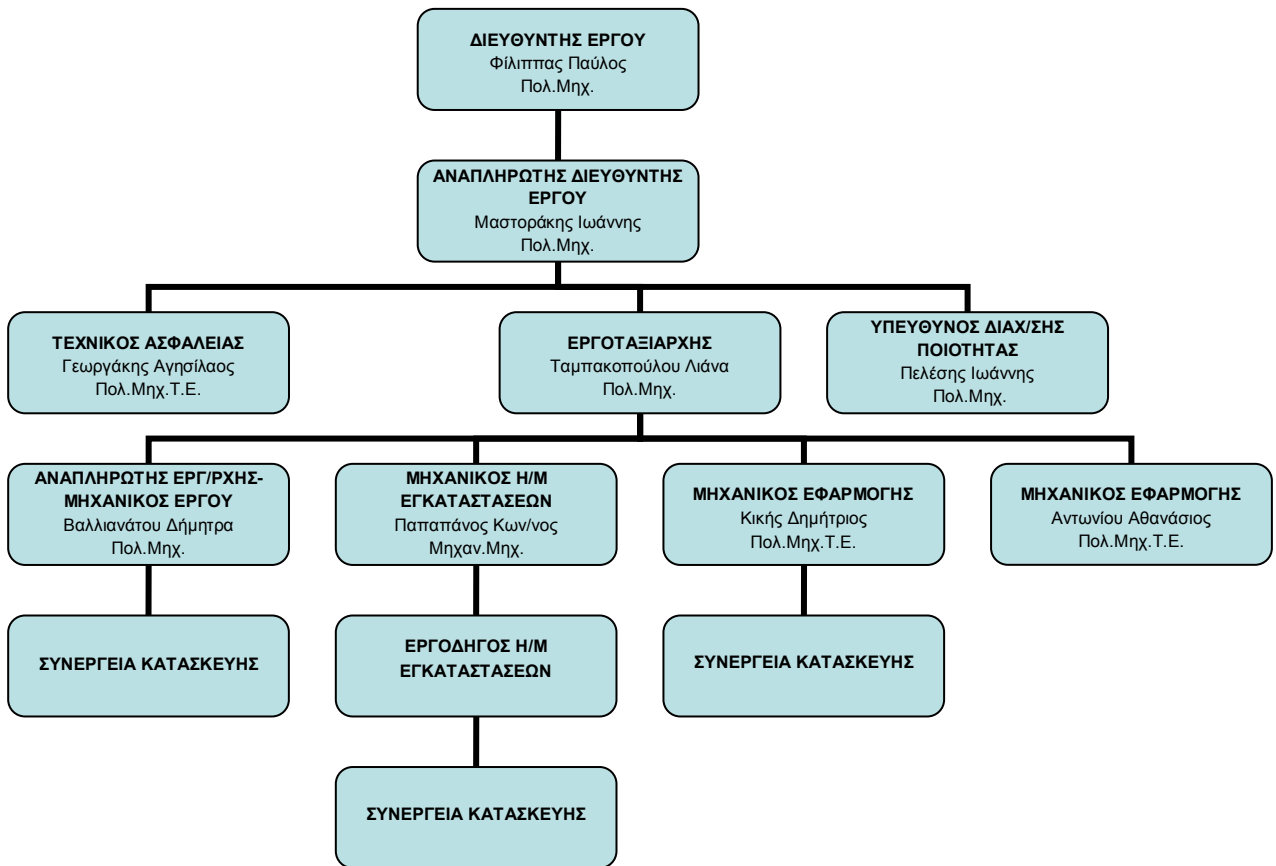 ΔΙΕΥΘΥΝΤΗΣ ΕΡΓΟΥ
Φίλιππας Παύλος
Πολ.Μηχ.
ΑΝΑΠΛΗΡΩΤΗΣ ΔΙΕΥΘΥΝΤΗΣ
ΕΡΓΟΥ
Μαστοράκης Ιωάννης
Πολ.Μηχ.
ΤΕΧΝΙΚΟΣ ΑΣΦΑΛΕΙΑΣ
Γεωργάκης Αγησίλαος
Πολ.Μηχ.Τ.Ε.
ΕΡΓΟΤΑΞΙΑΡΧΗΣ
Ταμπακοπούλου Λιάνα
Πολ.Μηχ.
ΥΠΕΥΘΥΝΟΣ ΔΙΑΧ/ΣΗΣ
ΠΟΙΟΤΗΤΑΣ
Πελέσης Ιωάννης
Πολ.Μηχ.
ΑΝΑΠΛΗΡΩΤΗΣ ΕΡΓ/ΡΧΗΣ-
ΜΗΧΑΝΙΚΟΣ ΕΡΓΟΥ
Βαλλιανάτου Δήμητρα
Πολ.Μηχ.
ΜΗΧΑΝΙΚΟΣ Η/Μ
ΕΓΚΑΤΑΣΤΑΣΕΩΝ
Παπαπάνος Κων/νος
Μηχαν.Μηχ.
ΜΗΧΑΝΙΚΟΣ ΕΦΑΡΜΟΓΗΣ
Κικής Δημήτριος
Πολ.Μηχ.Τ.Ε.
ΜΗΧΑΝΙΚΟΣ ΕΦΑΡΜΟΓΗΣ
Αντωνίου Αθανάσιος
Πολ.Μηχ.Τ.Ε.
ΣΥΝΕΡΓΕΙΑ ΚΑΤΑΣΚΕΥΗΣ
ΕΡΓΟΔΗΓΟΣ Η/Μ
ΕΓΚΑΤΑΣΤΑΣΕΩΝ
ΣΥΝΕΡΓΕΙΑ ΚΑΤΑΣΚΕΥΗΣ
ΣΥΝΕΡΓΕΙΑ ΚΑΤΑΣΚΕΥΗΣ